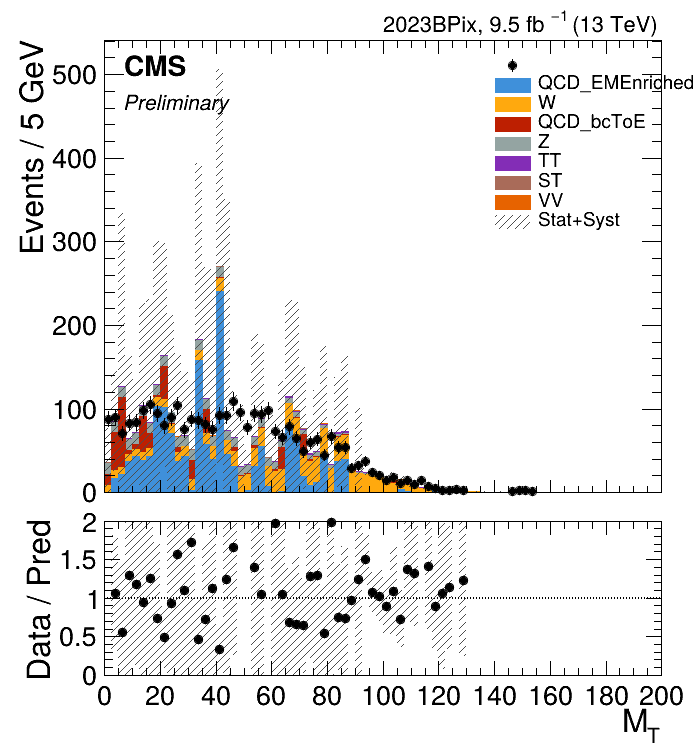 2023BPix, 9.5 fb⁻¹ (13 TeV)
CMS
Preliminary
Events / 5 GeV
500
400
300
200
100
0
QCD_EMEnriched
W
QCD_bcToE
Z
TT
ST
VV
Stat+Syst
Data / Pred
2
1.5
1
0.5
0
0 20 40 60 80 100 120 140 160 180 200
M_T